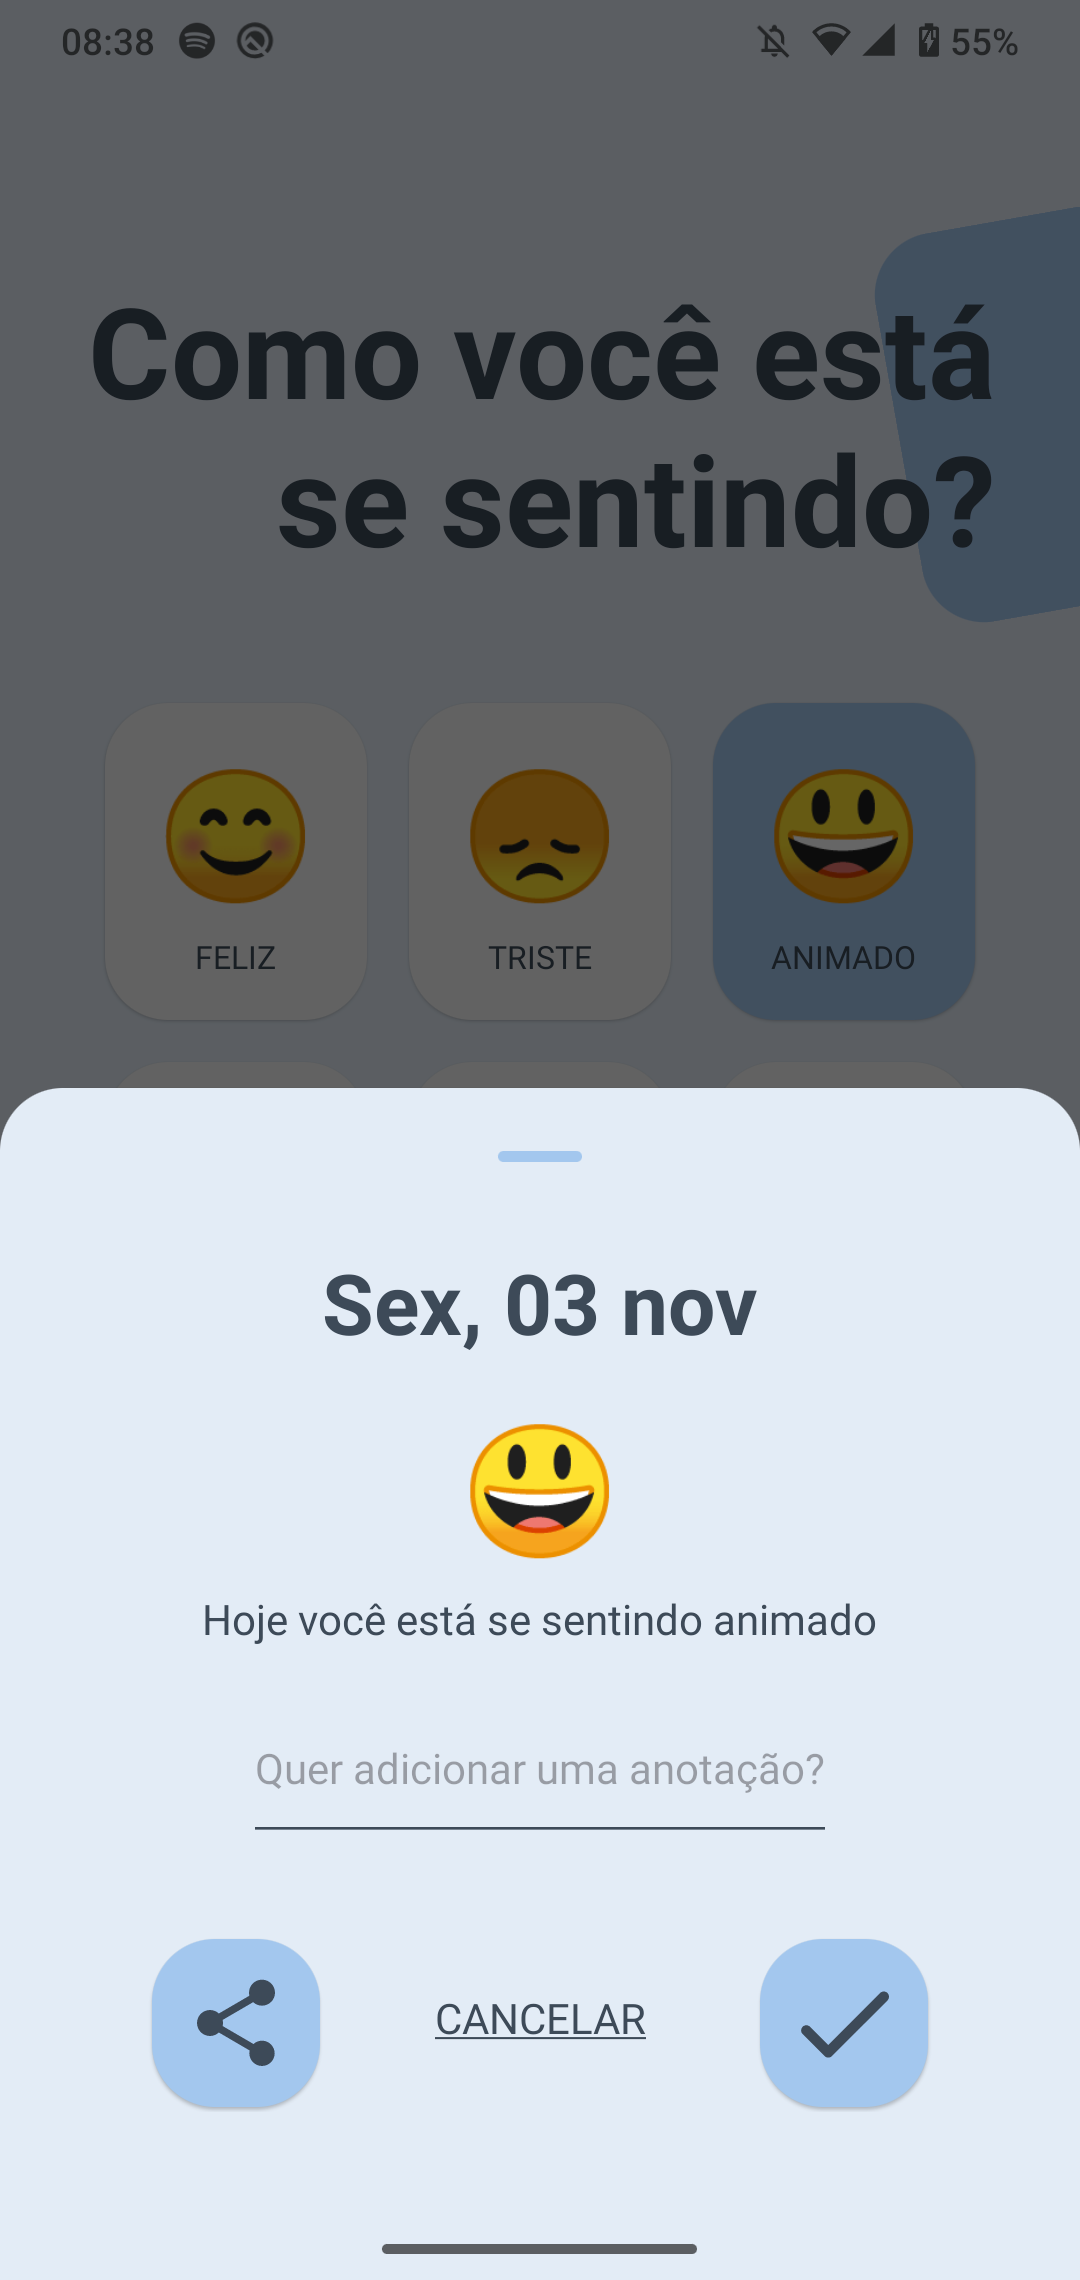 08:38
55%
Como você está
se sentindo?
FELIZ
TRISTE
ANIMADO
Sex, 03 nov
Hoje você está se sentindo animado
Quer adicionar uma anotação?
CANCELAR